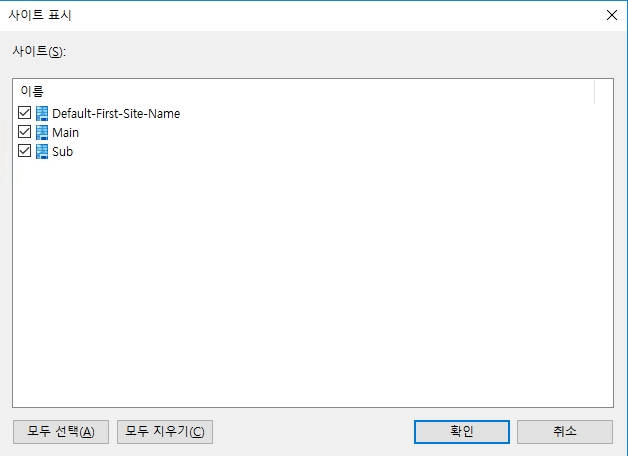 사이트 표시
사이트(S):
이름
Default-First-Site-Name
Main
Sub
모두 선택(A) 모두 지우기(C) 확인 취소